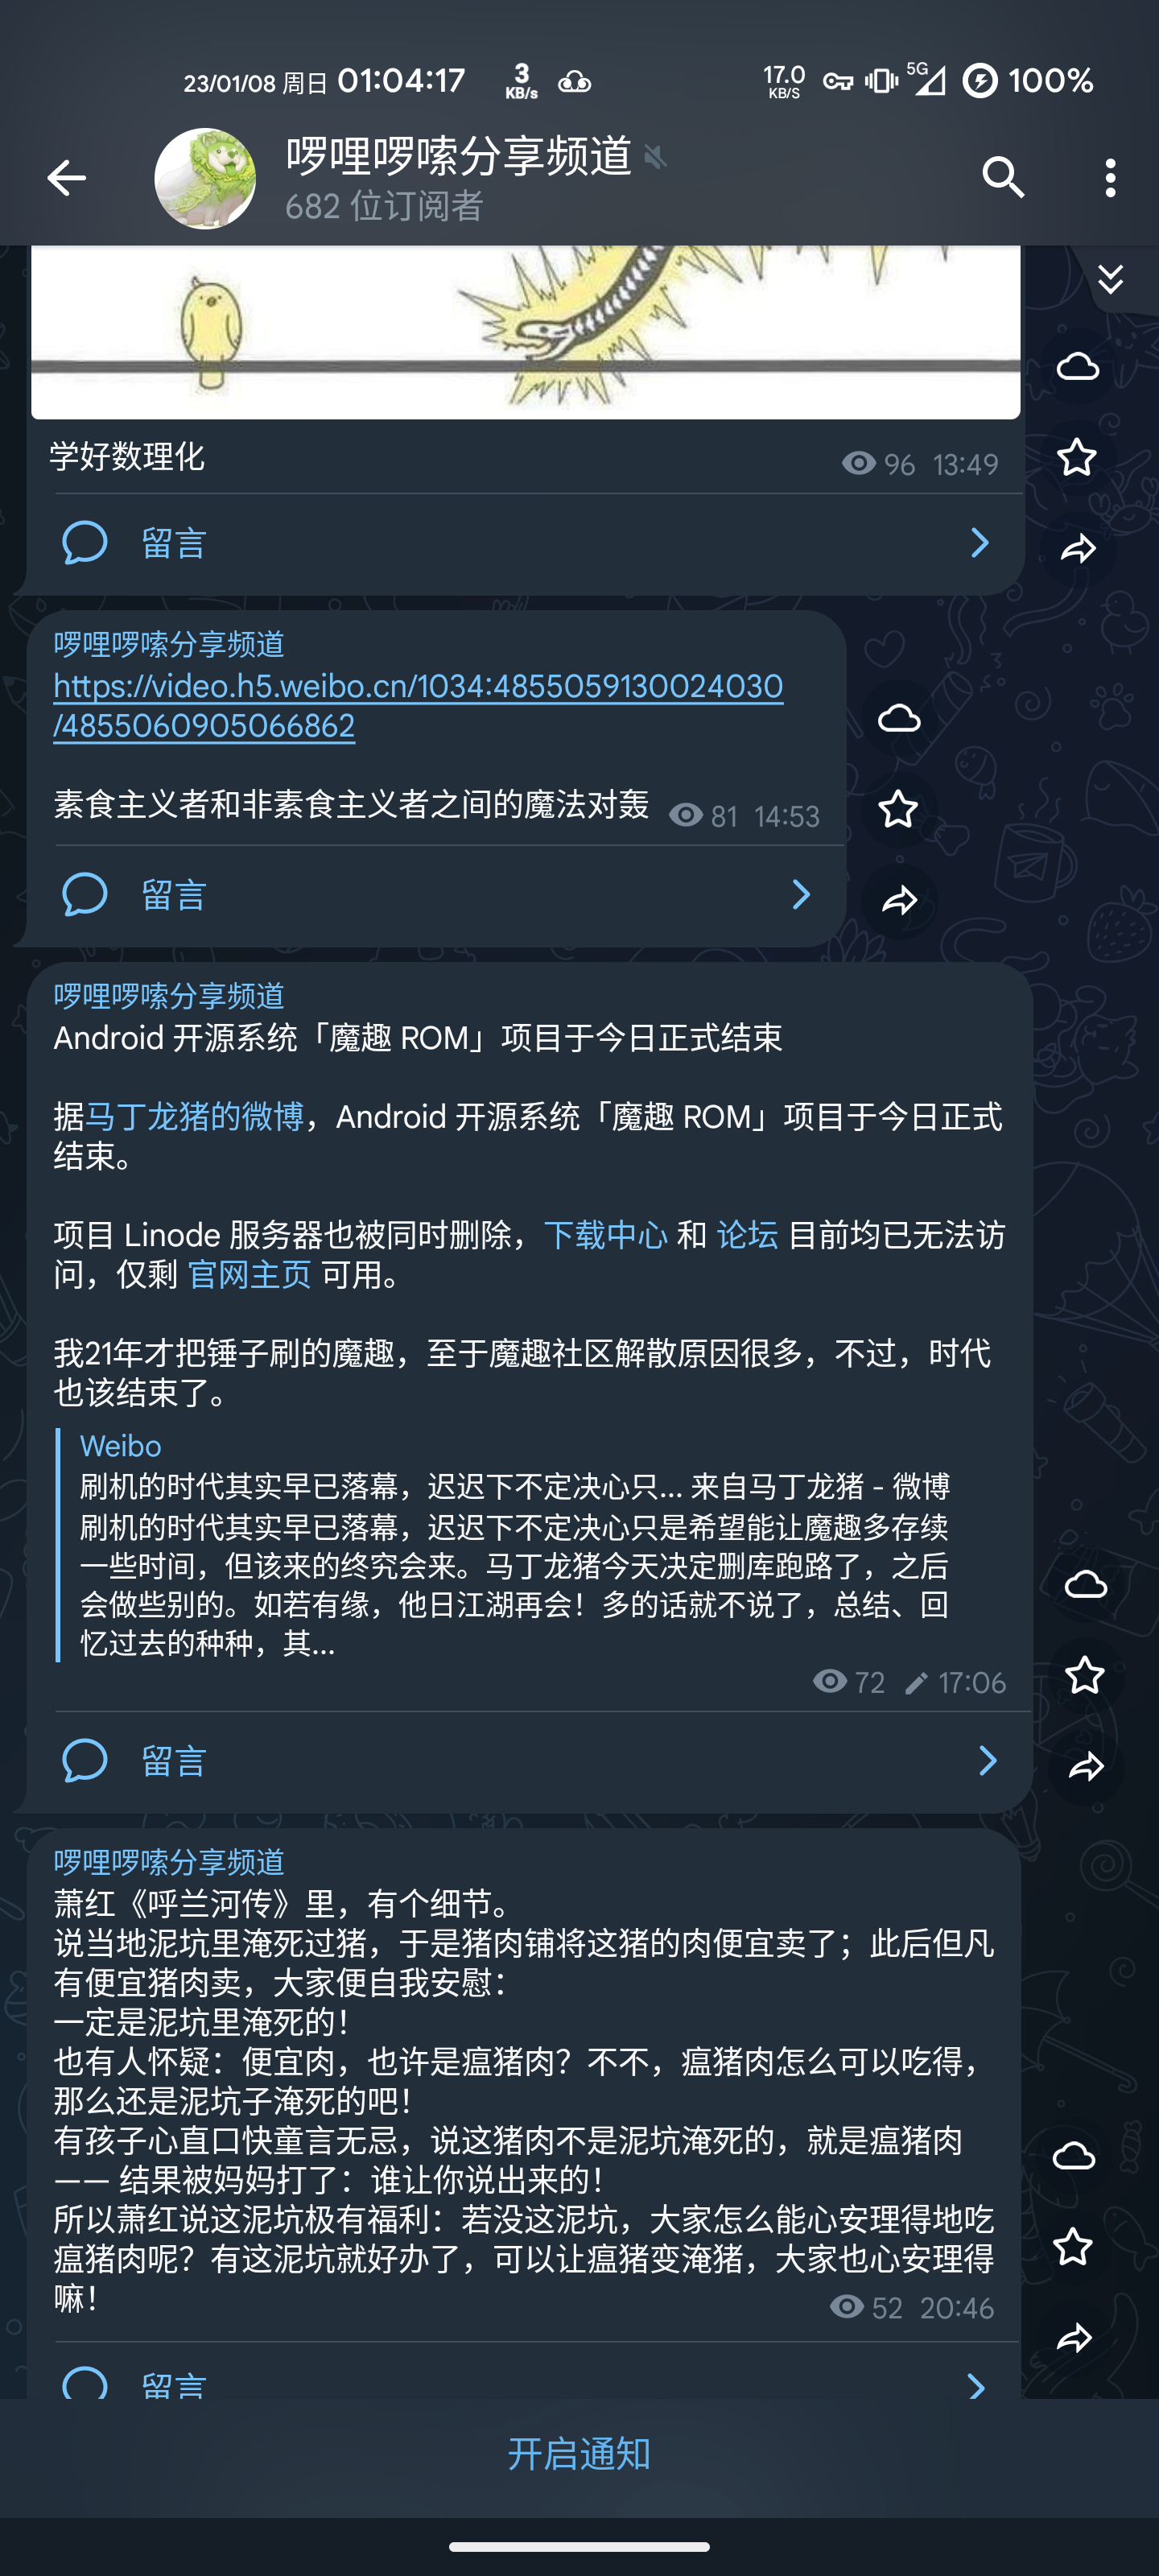 23/01/08 周日 01:04:17 3 KB/s 17.0 KB/S 5G 100%
啰哩啰嗦分享频道
682 位订阅者
学好数理化
96 13:49
留言
啰哩啰嗦分享频道
https://video.h5.weibo.cn/1034:4855059130024030
/4855060905066862
素食主义者和非素食主义者之间的魔法对轰 81 14:53
留言
啰哩啰嗦分享频道
Android 开源系统「魔趣 ROM」项目于今日正式结束
据马丁龙猪的微博，Android 开源系统「魔趣 ROM」项目于今日正式
结束。
项目 Linode 服务器也被同时删除，下载中心 和 论坛 目前均已无法访
问，仅剩 官网主页 可用。
我21年才把锤子刷的魔趣，至于魔趣社区解散原因很多，不过，时代
也该结束了。
Weibo
刷机的时代其实早已落幕，迟迟下不定决心只... 来自马丁龙猪 - 微博
刷机的时代其实早已落幕，迟迟下不定决心只是希望能让魔趣多存续
一些时间，但该来的终究会来。马丁龙猪今天决定删库跑路了，之后
会做些别的。如若有缘，他日江湖再会！多的话就不说了，总结、回
忆过去的种种，其...
72 17:06
留言
啰哩啰嗦分享频道
萧红《呼兰河传》里，有个细节。
说当地泥坑里淹死过猪，于是猪肉铺将这猪的肉便宜卖了；此后但凡
有便宜猪肉卖，大家便自我安慰：
一定是泥坑里淹死的！
也有人怀疑：便宜肉，也许是瘟猪肉？不不，瘟猪肉怎么可以吃得，
那么还是泥坑子淹死的吧！
有孩子心直口快童言无忌，说这猪肉不是泥坑淹死的，就是瘟猪肉
—— 结果被妈妈打了：谁让你说出来的！
所以萧红说这泥坑极有福利：若没这泥坑，大家怎么能心安理得地吃
瘟猪肉呢？有这泥坑就好办了，可以让瘟猪变淹猪，大家也心安理得
嘛！
52 20:46
留言
开启通知